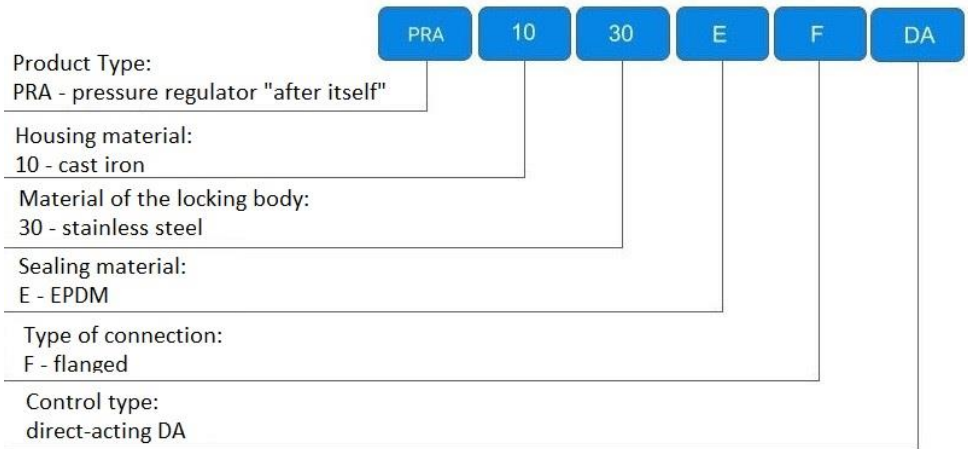 PRA 10 30 E F DA
Product Type:
PRA - pressure regulator "after itself"
Housing material:
10 - cast iron
Material of the locking body:
30 - stainless steel
Sealing material:
E - EPDM
Type of connection:
F - flanged
Control type:
direct-acting DA